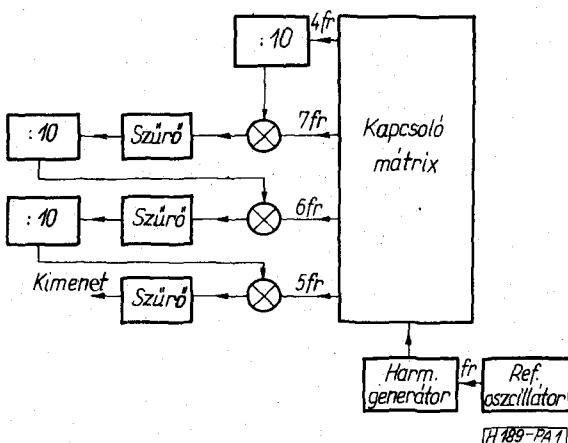 : 10
4fr
: 10
Szűrő
7fr
Kapcsoló
mátrix
: 10
Szűrő
6fr
Kimenet
Szűrő
5fr
Harm.
generátor
fr
Ref.
oszcillátor
H 189-PA1